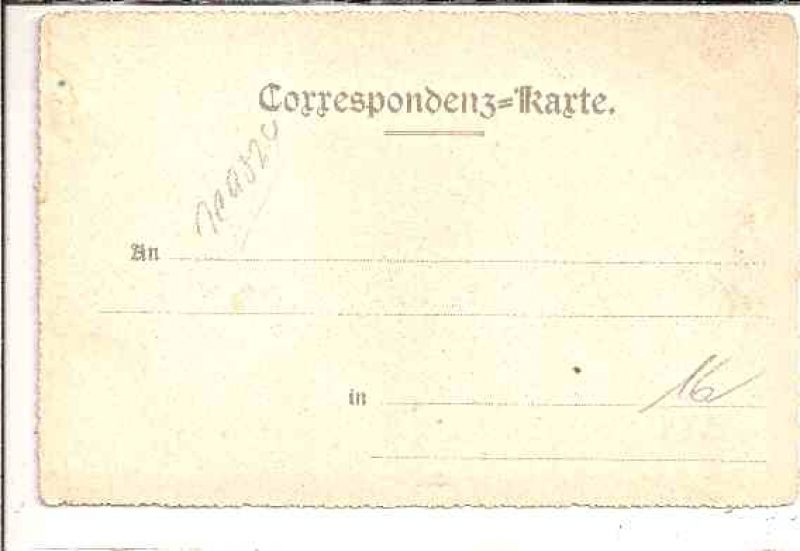 Correspondenz=Karte.
An
in
16